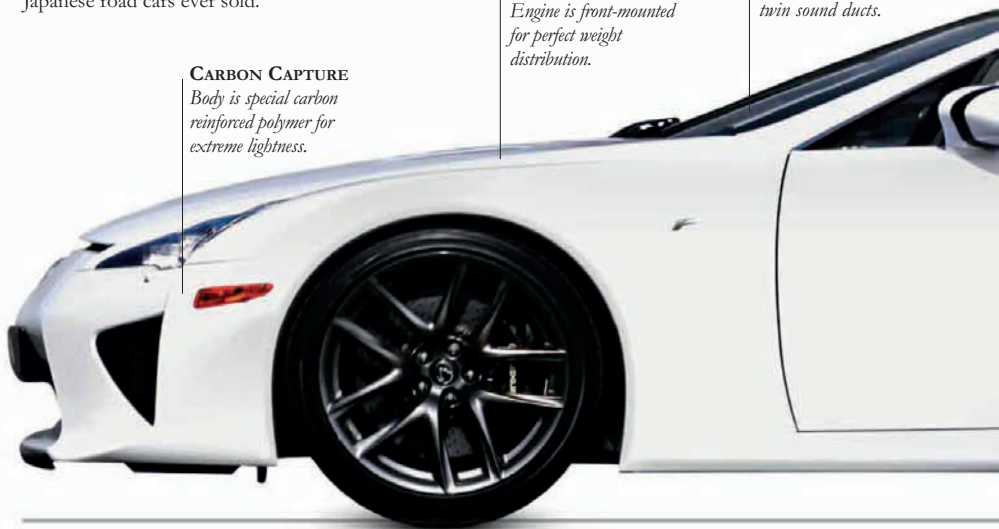 Japanese road cars ever sold.
Engine is front-mounted
for perfect weight
distribution.
twin sound ducts.
CARBON CAPTURE
Body is special carbon
reinforced polymer for
extreme lightness.